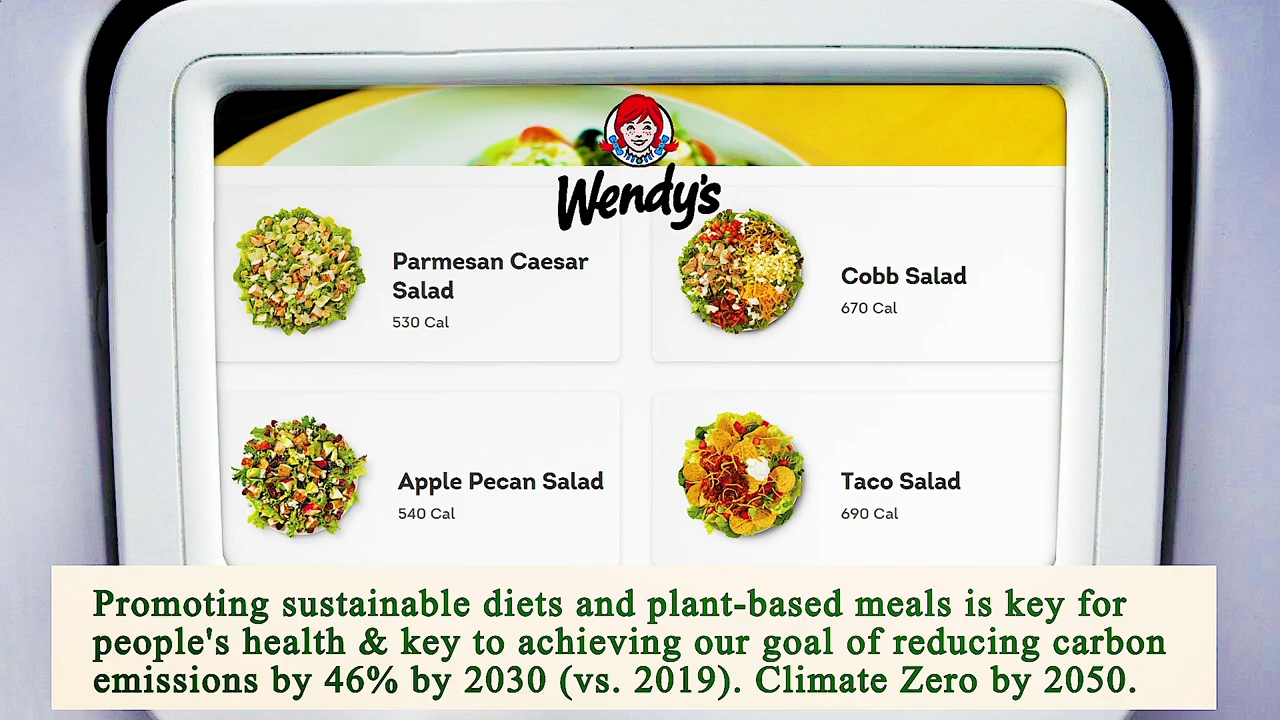 Wendy's
Parmesan Caesar
Salad
530 Cal
Cobb Salad
670 Cal
Apple Pecan Salad
540 Cal
Taco Salad
690 Cal
Promoting sustainable diets and plant-based meals is key for
people's health & key to achieving our goal of reducing carbon
emissions by 46% by 2030 (vs. 2019). Climate Zero by 2050.